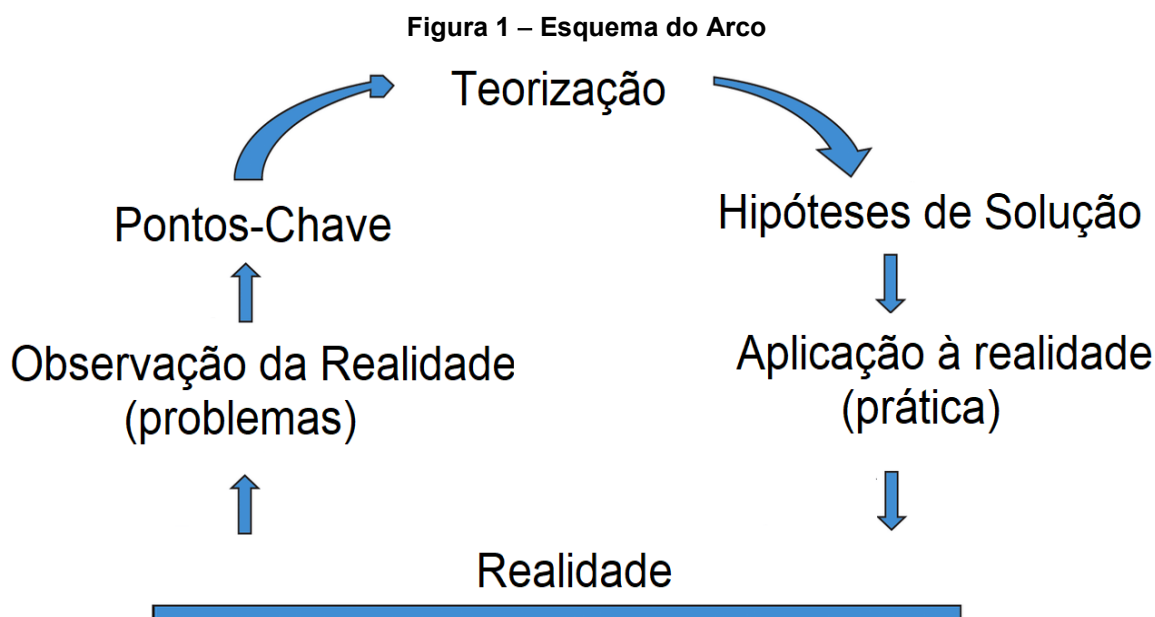 Figura 1 – Esquema do Arco
Teorização
Pontos-Chave
Hipóteses de Solução
Observação da Realidade
(problemas)
Aplicação à realidade
(prática)
Realidade